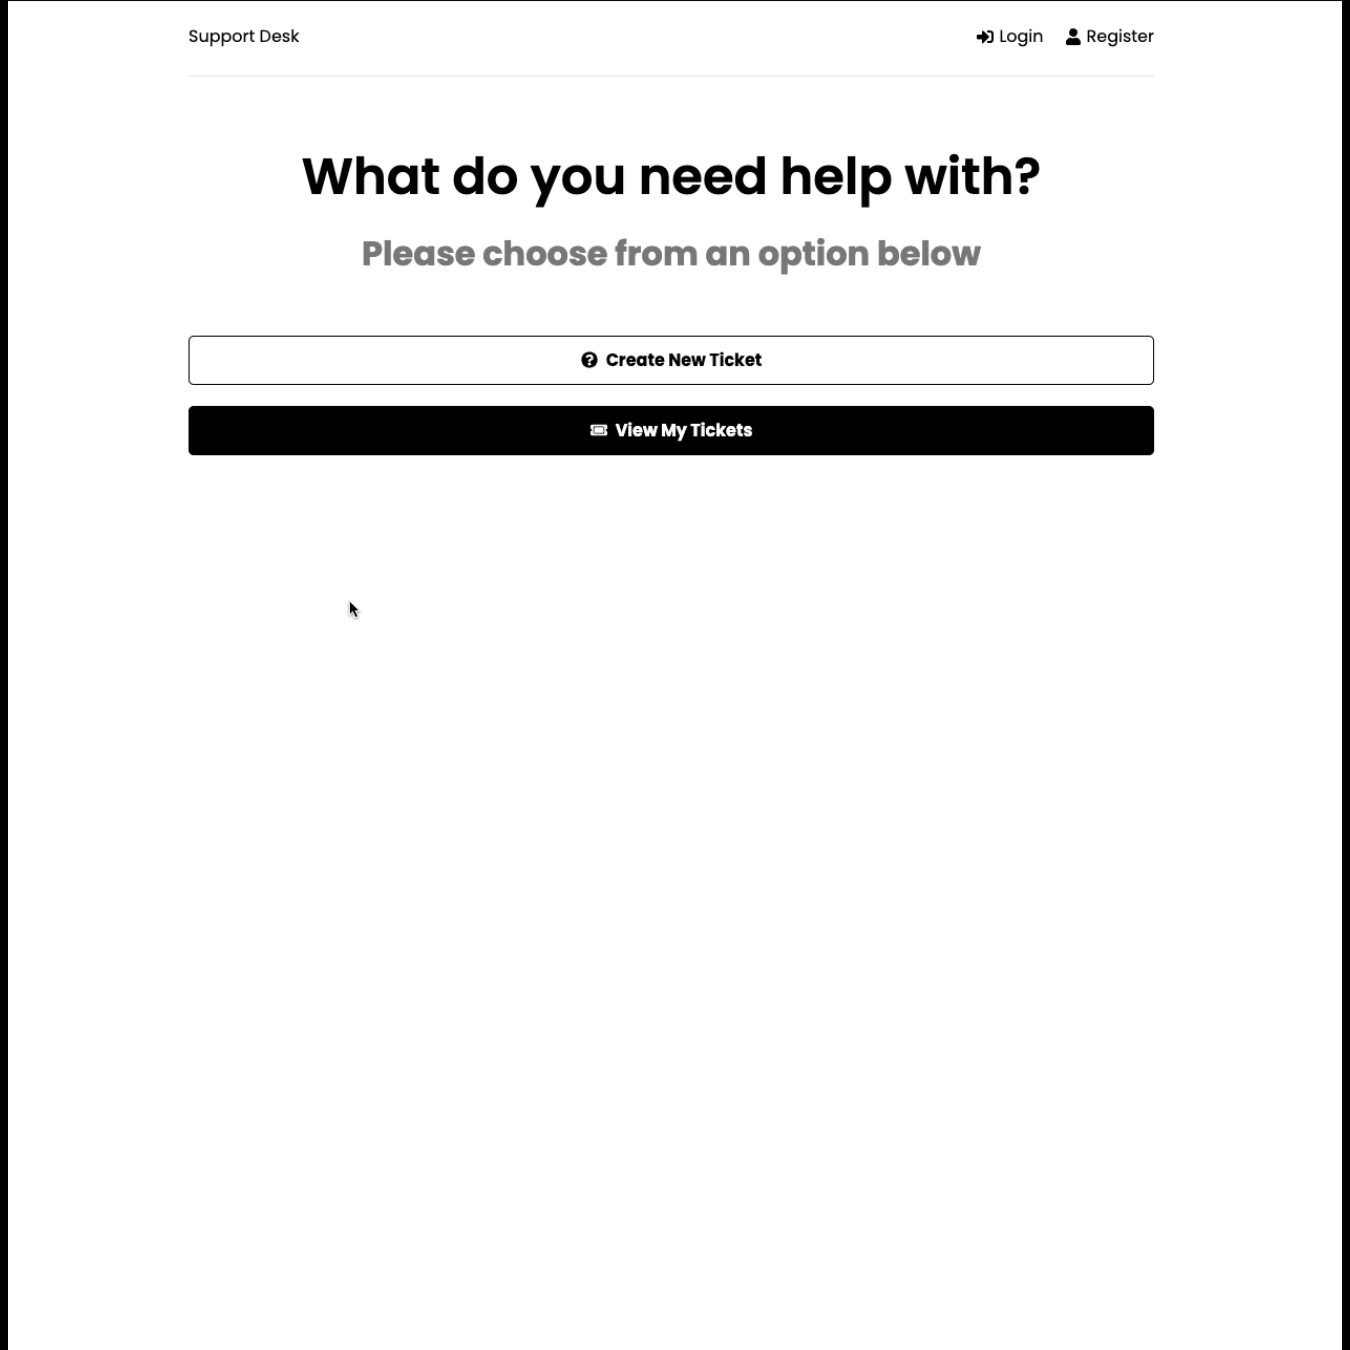 Support Desk
Login
Register
What do you need help with?
Please choose from an option below
Create New Ticket
View My Tickets